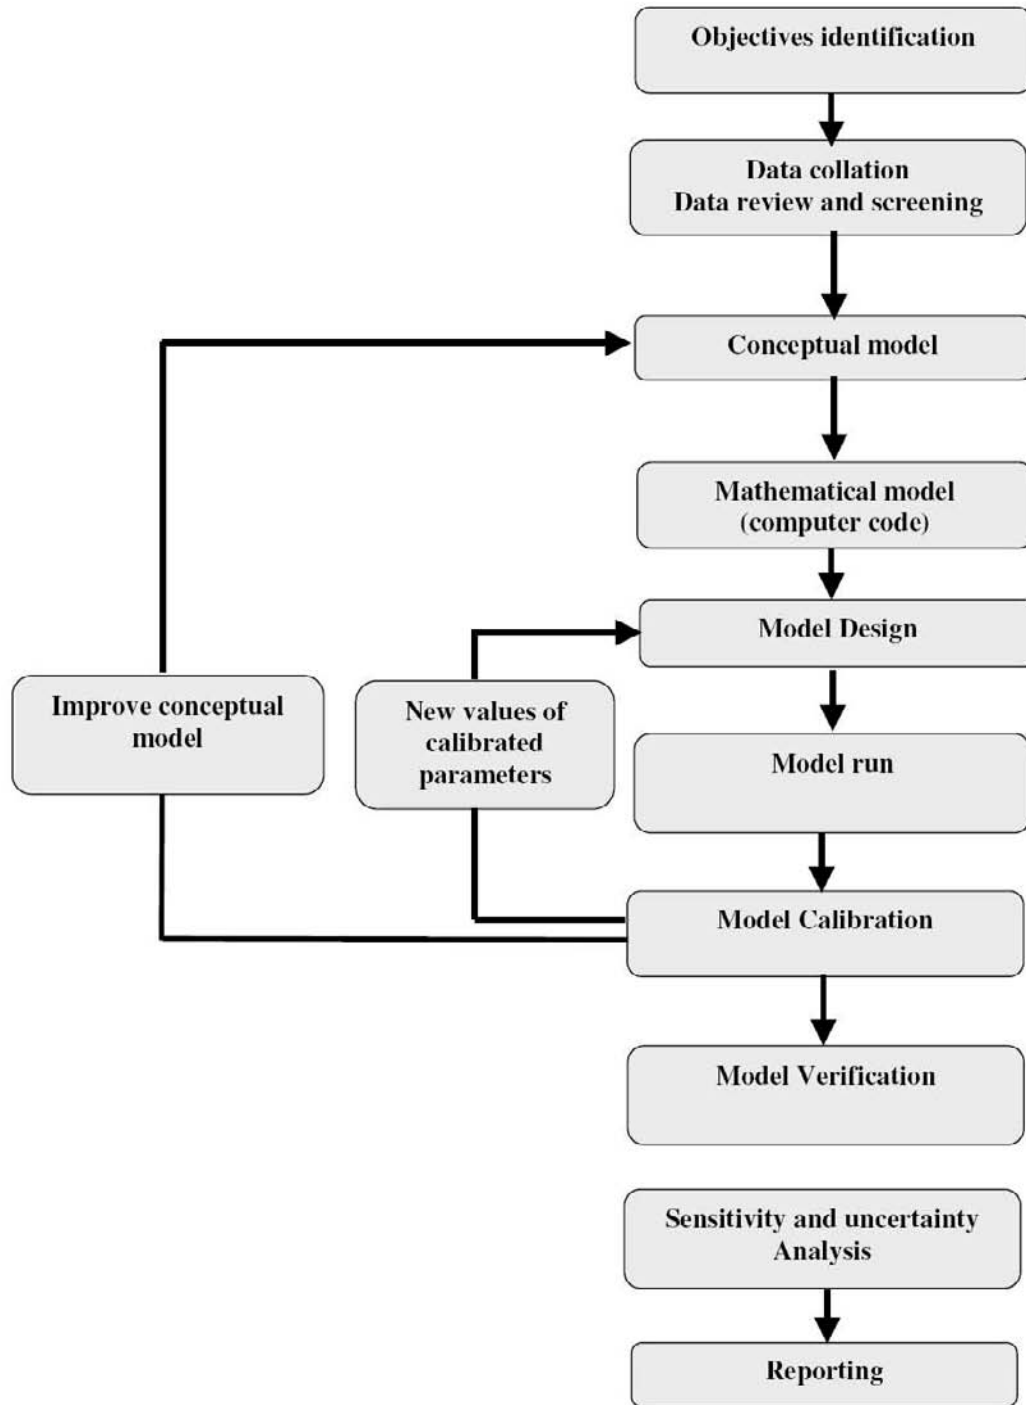 Objectives identification
Data collation
Data review and screening
Conceptual model
Mathematical model
(computer code)
Model Design
Improve conceptual
model
New values of
calibrated
parameters
Model run
Model Calibration
Model Verification
Sensitivity and uncertainty
Analysis
Reporting